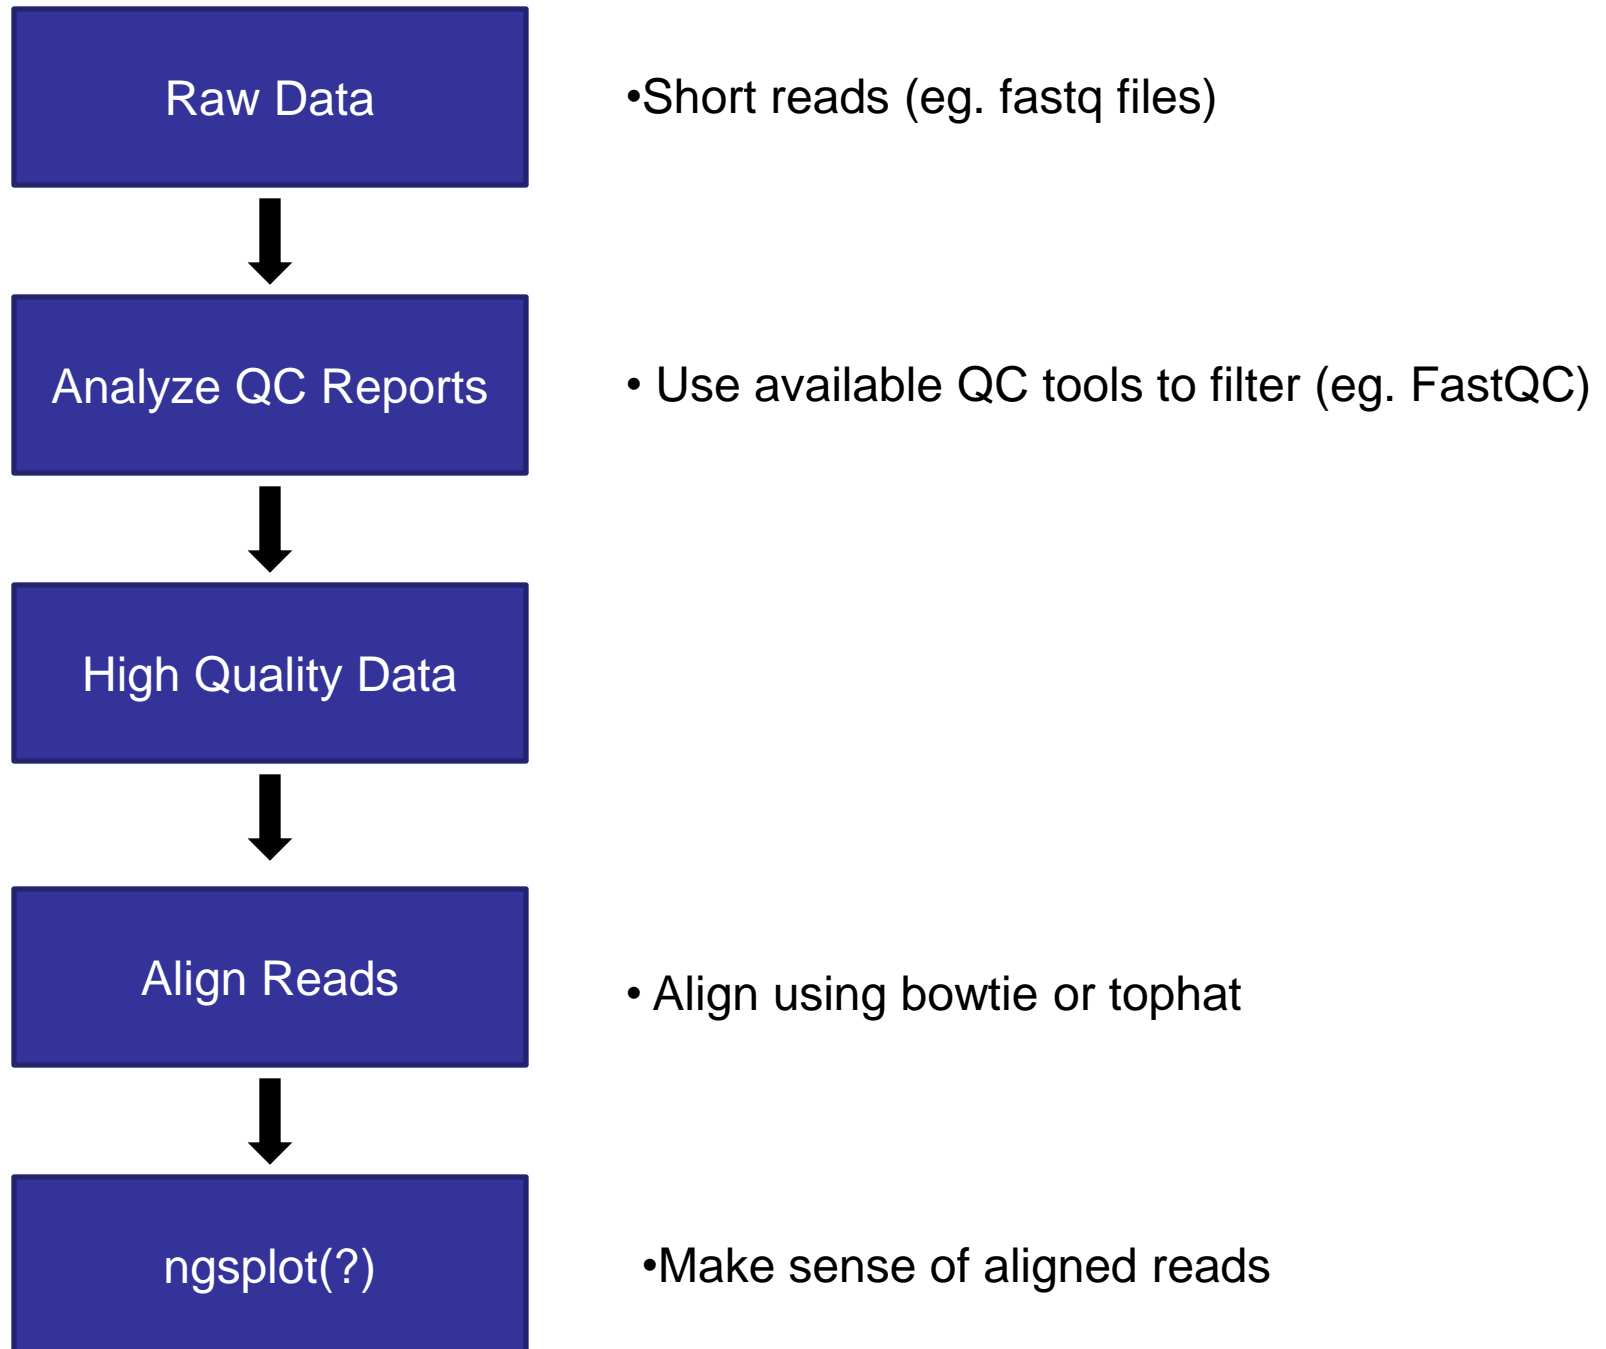 Raw Data
•Short reads (eg. fastq files)
Analyze QC Reports
• Use available QC tools to filter (eg. FastQC)
High Quality Data
Align Reads
• Align using bowtie or tophat
ngsplot(?)
•Make sense of aligned reads